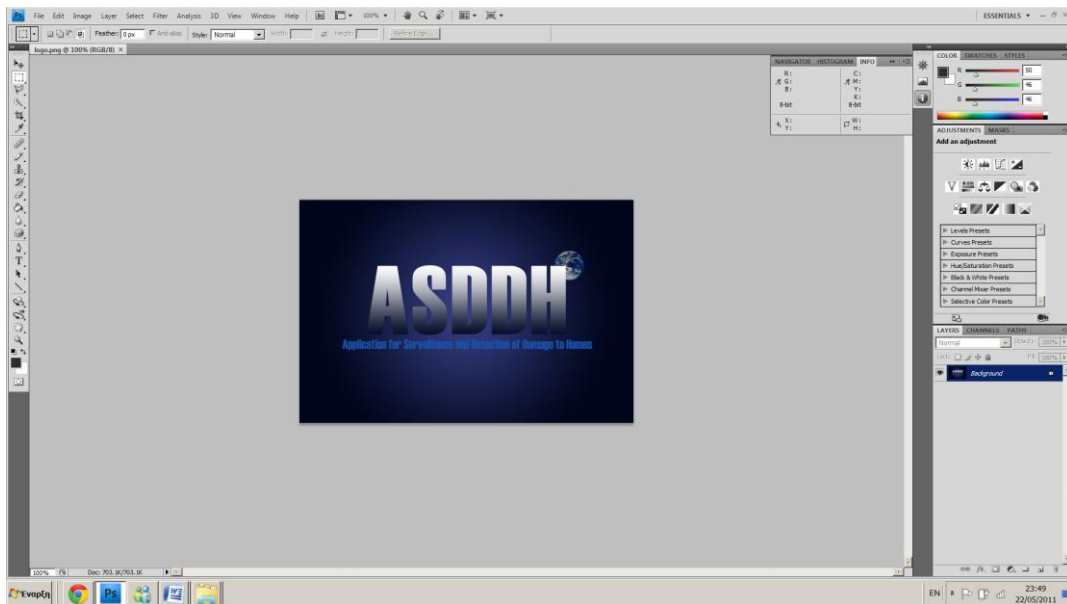 Ps File Edit Image Layer Select Filter Analysis 3D View Window Help 100% ESSENTIALS
Feather: 0 px Anti-alias Style: Normal Width: Height: Refine Edge...
logo.png @ 100% (RGB/8)
NAVIGATOR HISTOGRAM INFO
R: C:
G: M:
B: Y:
K:
8-bit 8-bit
X: W:
Y: H:
COLOR SWATCHES STYLES
R 50
G 46
B 46
ADJUSTMENTS MASKS
Add an adjustment
Levels Presets
Curves Presets
Exposure Presets
Hue/Saturation Presets
Black & White Presets
Channel Mixer Presets
Selective Color Presets
LAYERS CHANNELS PATHS
Normal Opacity: 100%
Lock: Fill: 100%
Background
ASDDH
Application for Surveillance and Detection of Damage to Homes
100% Doc: 703.1K/703.1K
Έναρξη Ps EN 23:49
22/05/2011